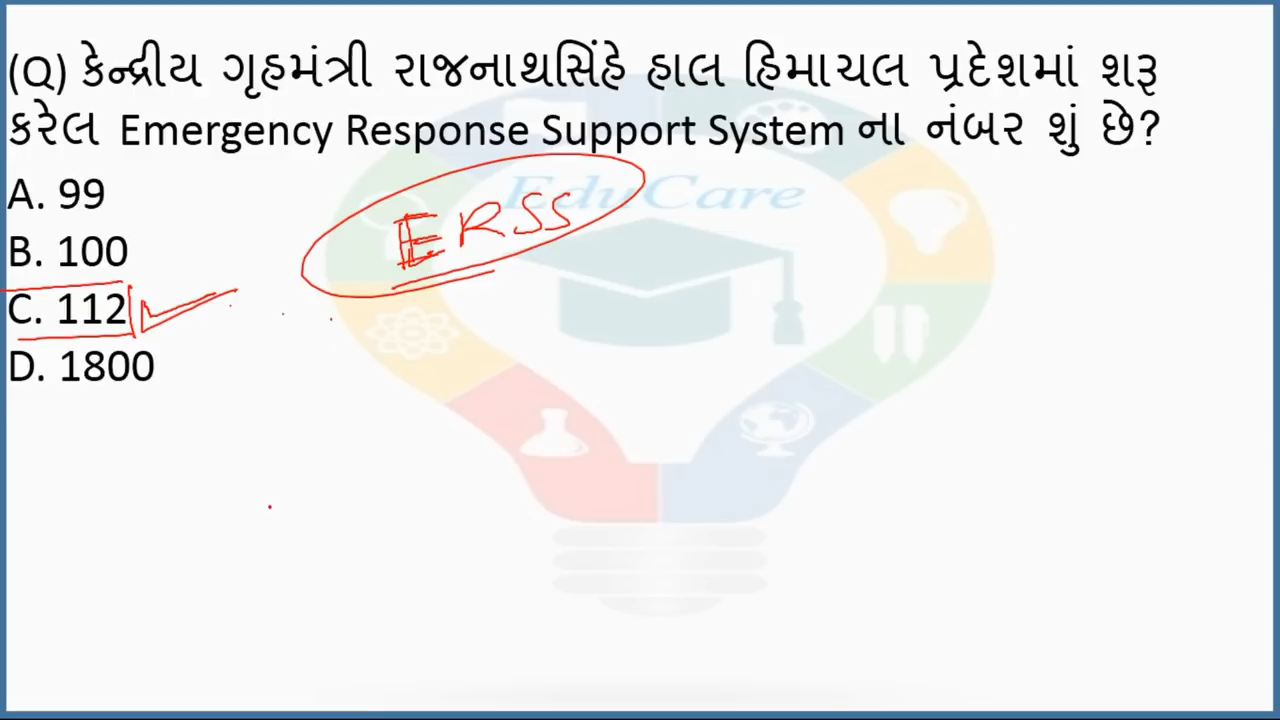 (Q) કેન્દ્રીય ગૃહમંત્રી રાજનાથસિંહે હાલ હિમાચલ પ્રદેશમાં શરૂ
કરેલ Emergency Response Support System ના નંબર શું છે?
EduCare
A. 99
ERSS
B. 100
C. 112
D. 1800